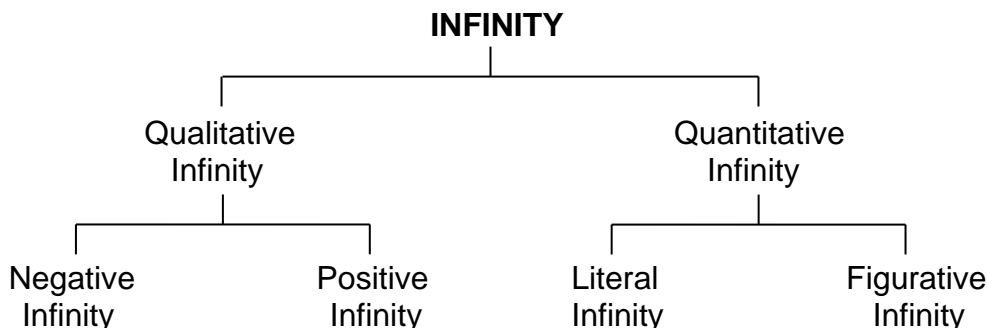 INFINITY
Qualitative
Infinity
Quantitative
Infinity
Negative
Infinity
Positive
Infinity
Literal
Infinity
Figurative
Infinity